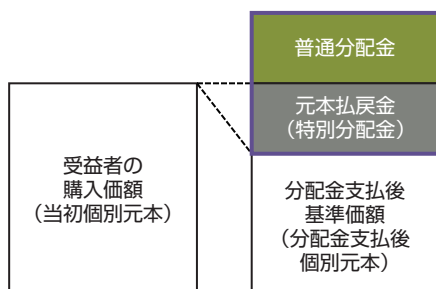 普通分配金
元本払戻金
（特別分配金）
受益者の
購入価額
（当初個別元本）
分配金支払後
基準価額
（分配金支払後
個別元本）